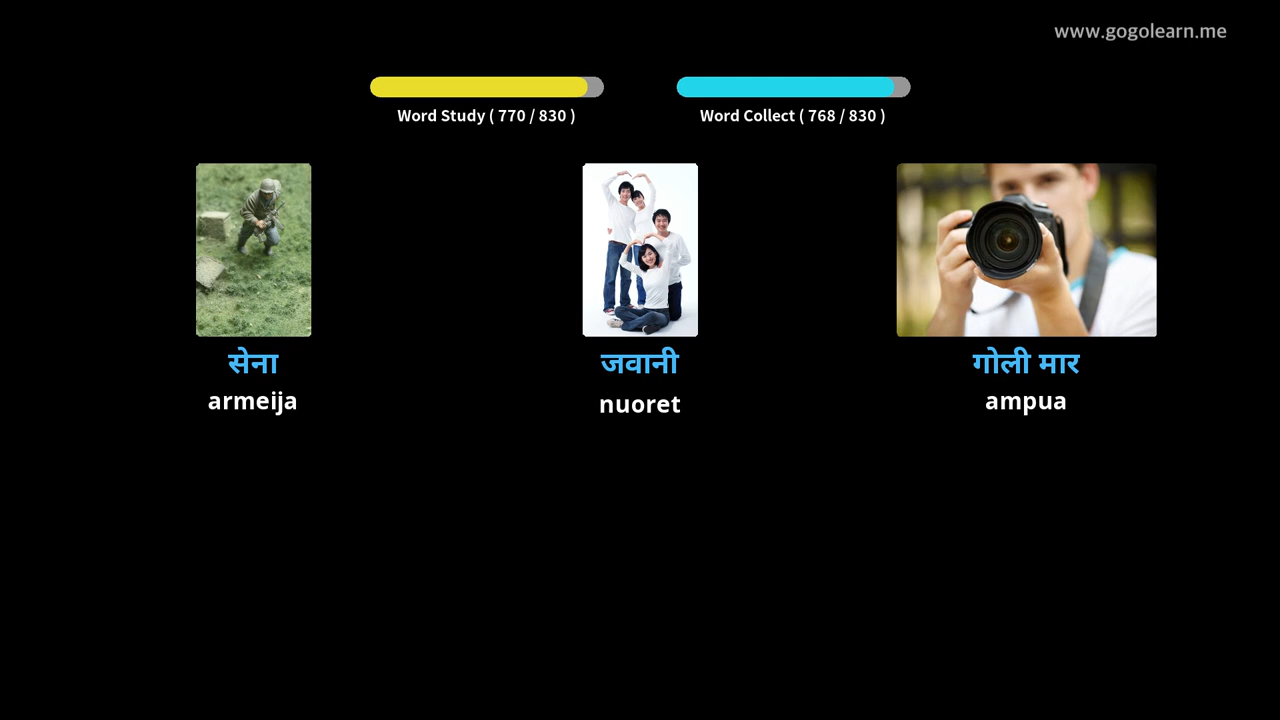 www.gogolearn.me
Word Study ( 770 / 830 )
Word Collect ( 768 / 830 )
सेना
armeija
जवानी
nuoret
गोली मार
ampua